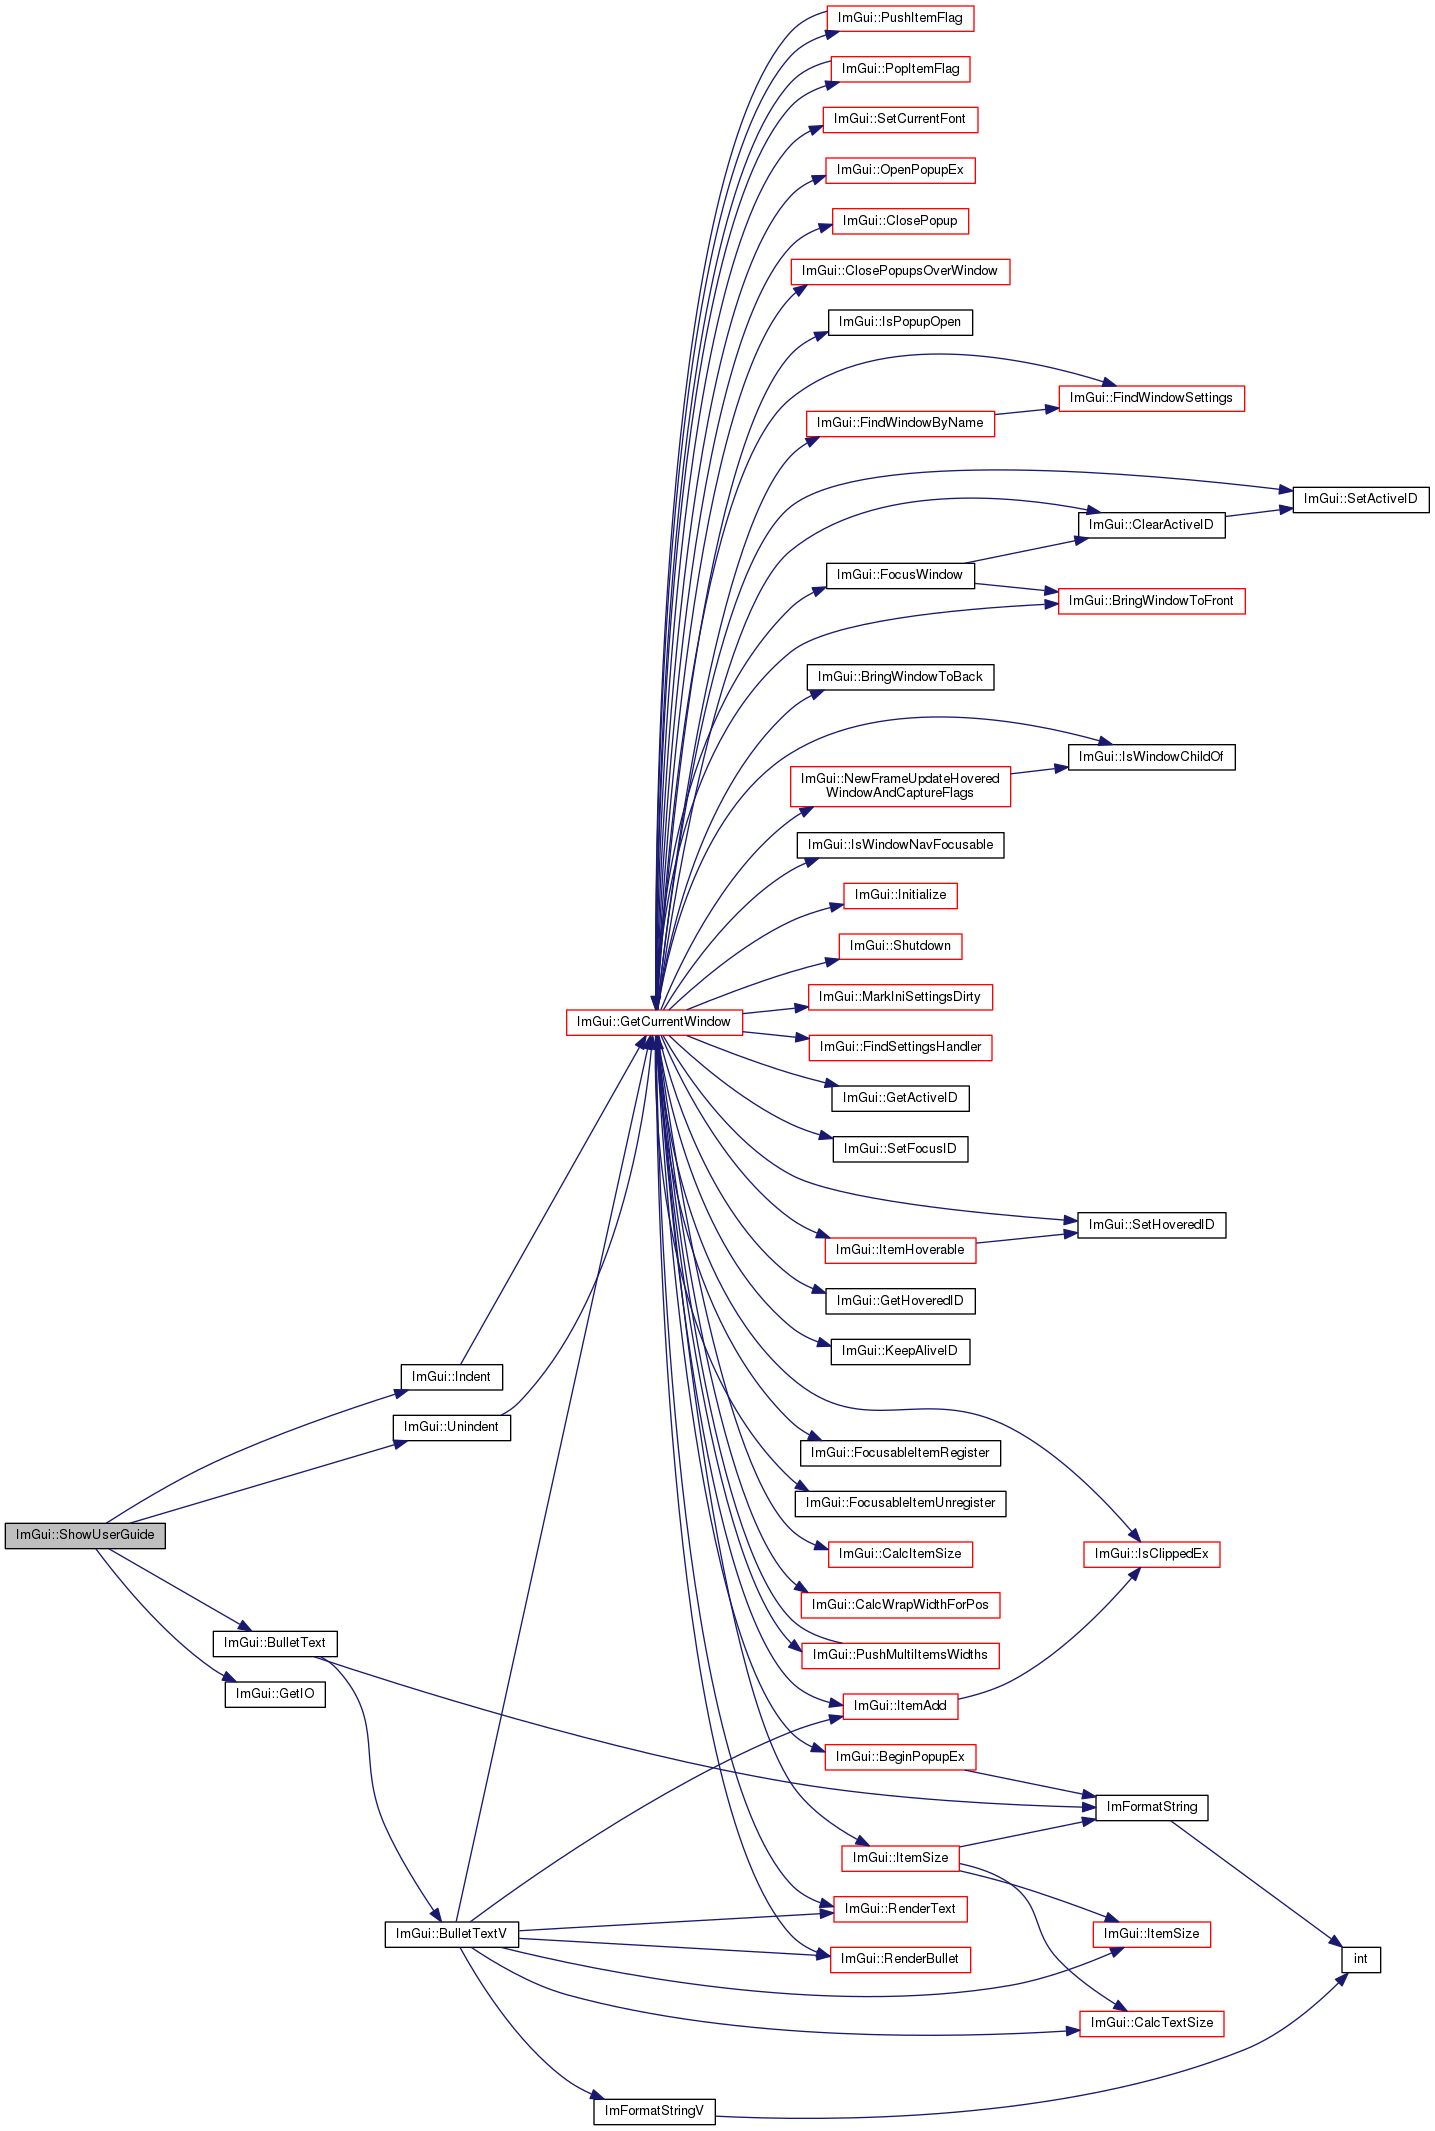 ImGui::PushItemFlag
ImGui::PopItemFlag
ImGui::SetCurrentFont
ImGui::OpenPopupEx
ImGui::ClosePopup
ImGui::ClosePopupsOverWindow
ImGui::IsPopupOpen
ImGui::FindWindowSettings
ImGui::FindWindowByName
ImGui::SetActiveID
ImGui::ClearActiveID
ImGui::FocusWindow
ImGui::BringWindowToFront
ImGui::BringWindowToBack
ImGui::IsWindowChildOf
ImGui::NewFrameUpdateHovered
WindowAndCaptureFlags
ImGui::IsWindowNavFocusable
ImGui::Initialize
ImGui::Shutdown
ImGui::MarkIniSettingsDirty
ImGui::GetCurrentWindow
ImGui::FindSettingsHandler
ImGui::GetActiveID
ImGui::SetFocusID
ImGui::SetHoveredID
ImGui::ItemHoverable
ImGui::GetHoveredID
ImGui::KeepAliveID
ImGui::Indent
ImGui::Unindent
ImGui::FocusableItemRegister
ImGui::FocusableItemUnregister
ImGui::ShowUserGuide
ImGui::CalcItemSize
ImGui::IsClippedEx
ImGui::CalcWrapWidthForPos
ImGui::BulletText
ImGui::PushMultiItemsWidths
ImGui::GetIO
ImGui::ItemAdd
ImGui::BeginPopupEx
ImFormatString
ImGui::ItemSize
ImGui::RenderText
ImGui::BulletTextV
ImGui::ItemSize
ImGui::RenderBullet
int
ImGui::CalcTextSize
ImFormatStringV